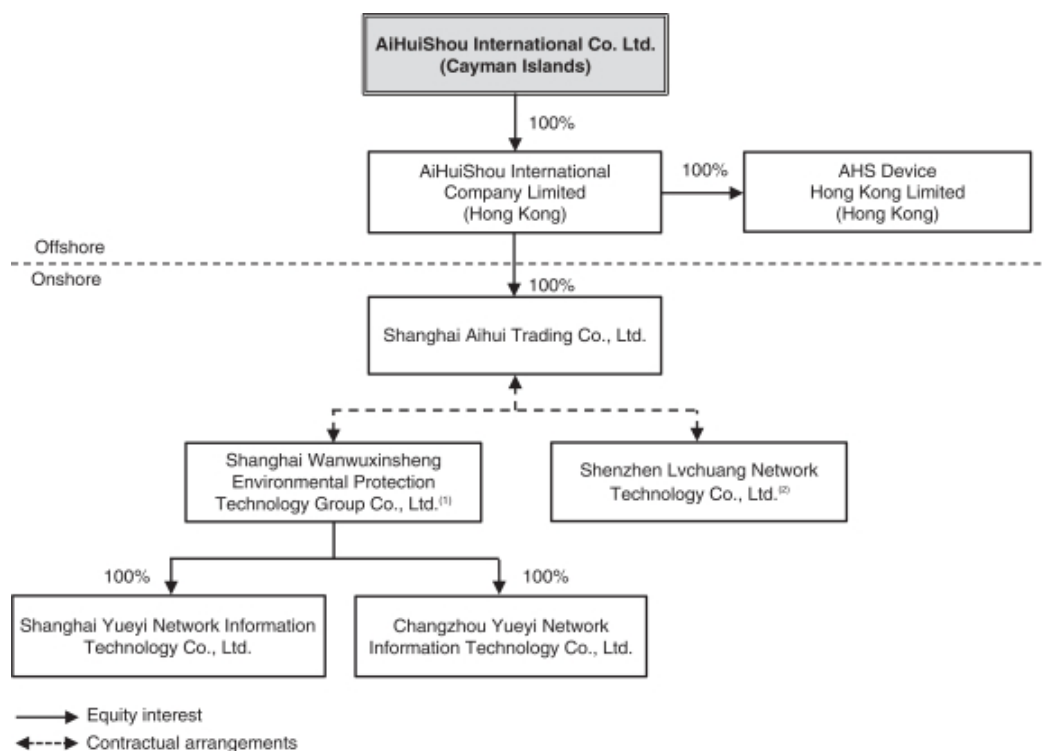 AiHuiShou International Co. Ltd.
(Cayman Islands)
100%
AiHuiShou International
Company Limited
(Hong Kong)
100%
AHS Device
Hong Kong Limited
(Hong Kong)
Offshore
Onshore
100%
Shanghai Aihui Trading Co., Ltd.
Shanghai Wanwuxinsheng
Environmental Protection
Technology Group Co., Ltd.(1)
Shenzhen Lvchuang Network
Technology Co., Ltd.(2)
100%
100%
Shanghai Yueyi Network Information
Technology Co., Ltd.
Changzhou Yueyi Network
Information Technology Co., Ltd.
Equity interest
Contractual arrangements